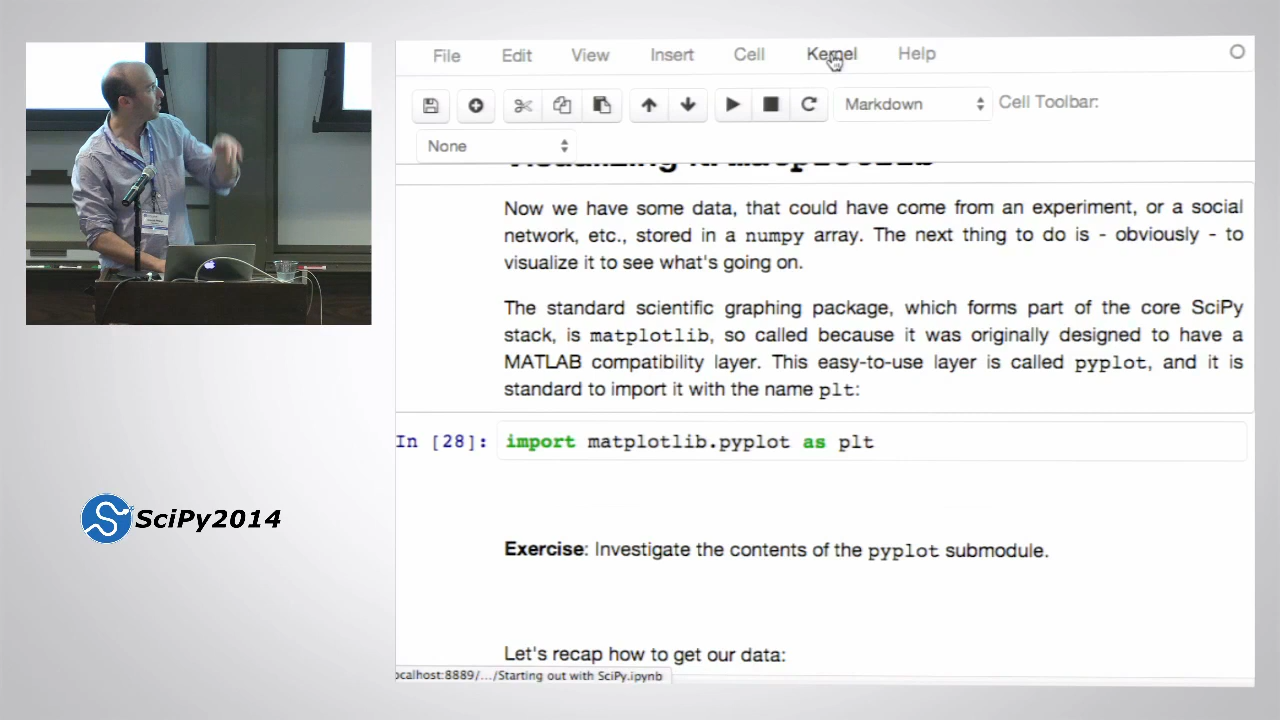 File Edit View Insert Cell Kernel Help
Markdown Cell Toolbar:
None
Now we have some data, that could have come from an experiment, or a social
network, etc., stored in a numpy array. The next thing to do is - obviously - to
visualize it to see what's going on.
The standard scientific graphing package, which forms part of the core SciPy
stack, is matplotlib, so called because it was originally designed to have a
MATLAB compatibility layer. This easy-to-use layer is called pyplot, and it is
standard to import it with the name plt:
In [28]: import matplotlib.pyplot as plt
Exercise: Investigate the contents of the pyplot submodule.
Let's recap how to get our data:
ocalhost:8889/.../Starting out with SciPy.ipynb
SciPy2014